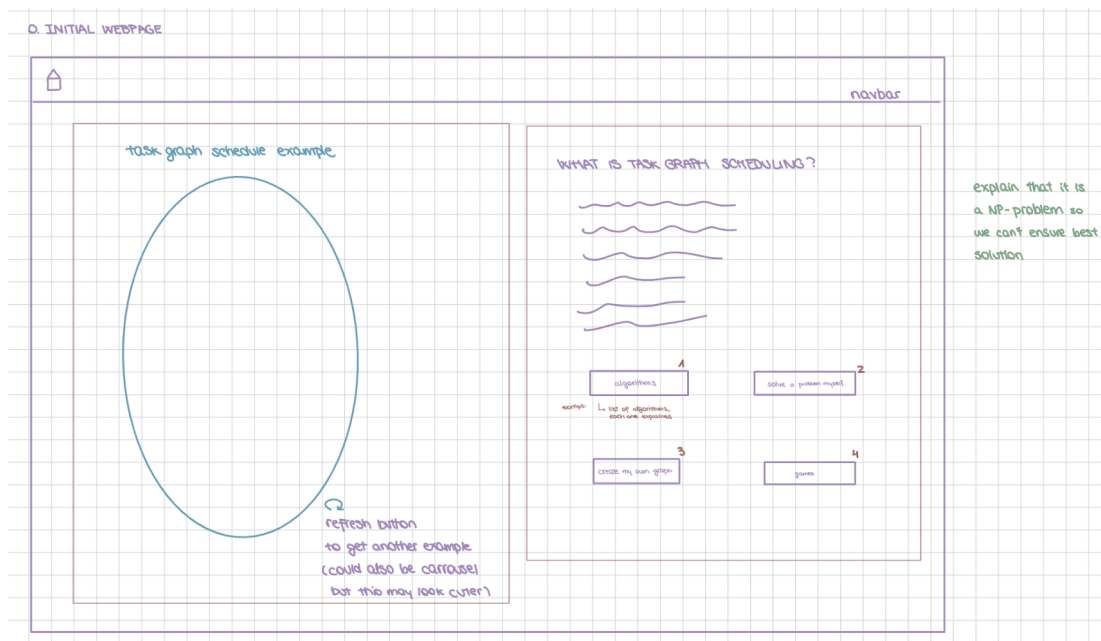 0. INITIAL WEBPAGE
navbar
task graph schedule example
WHAT IS TASK GRAPH SCHEDULING?
explain that it is
a NP-problem so
we can't ensure best
solution
1
algorithms
2
solve a problem myself
list of algorithms,
each one explained
3
create my own graph
4
games
refresh button
to get another example
(could also be carrousel
but this may look cuter)